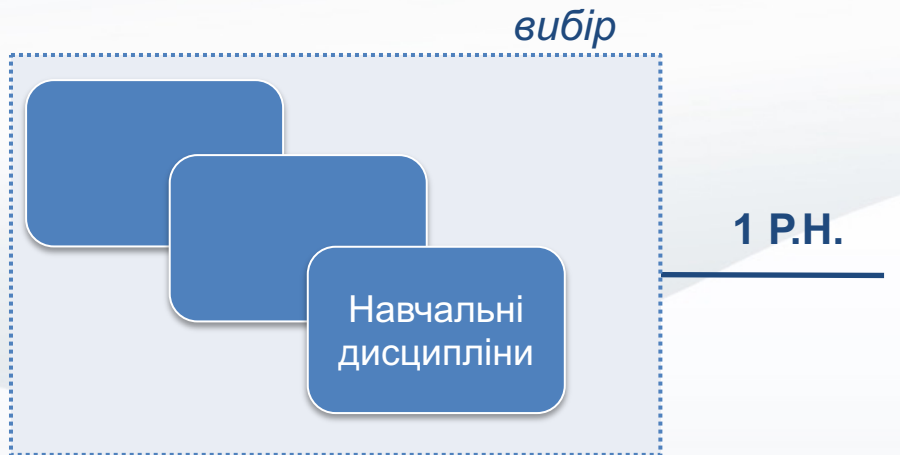 вибір
1 Р.Н.
Навчальні
дисципліни